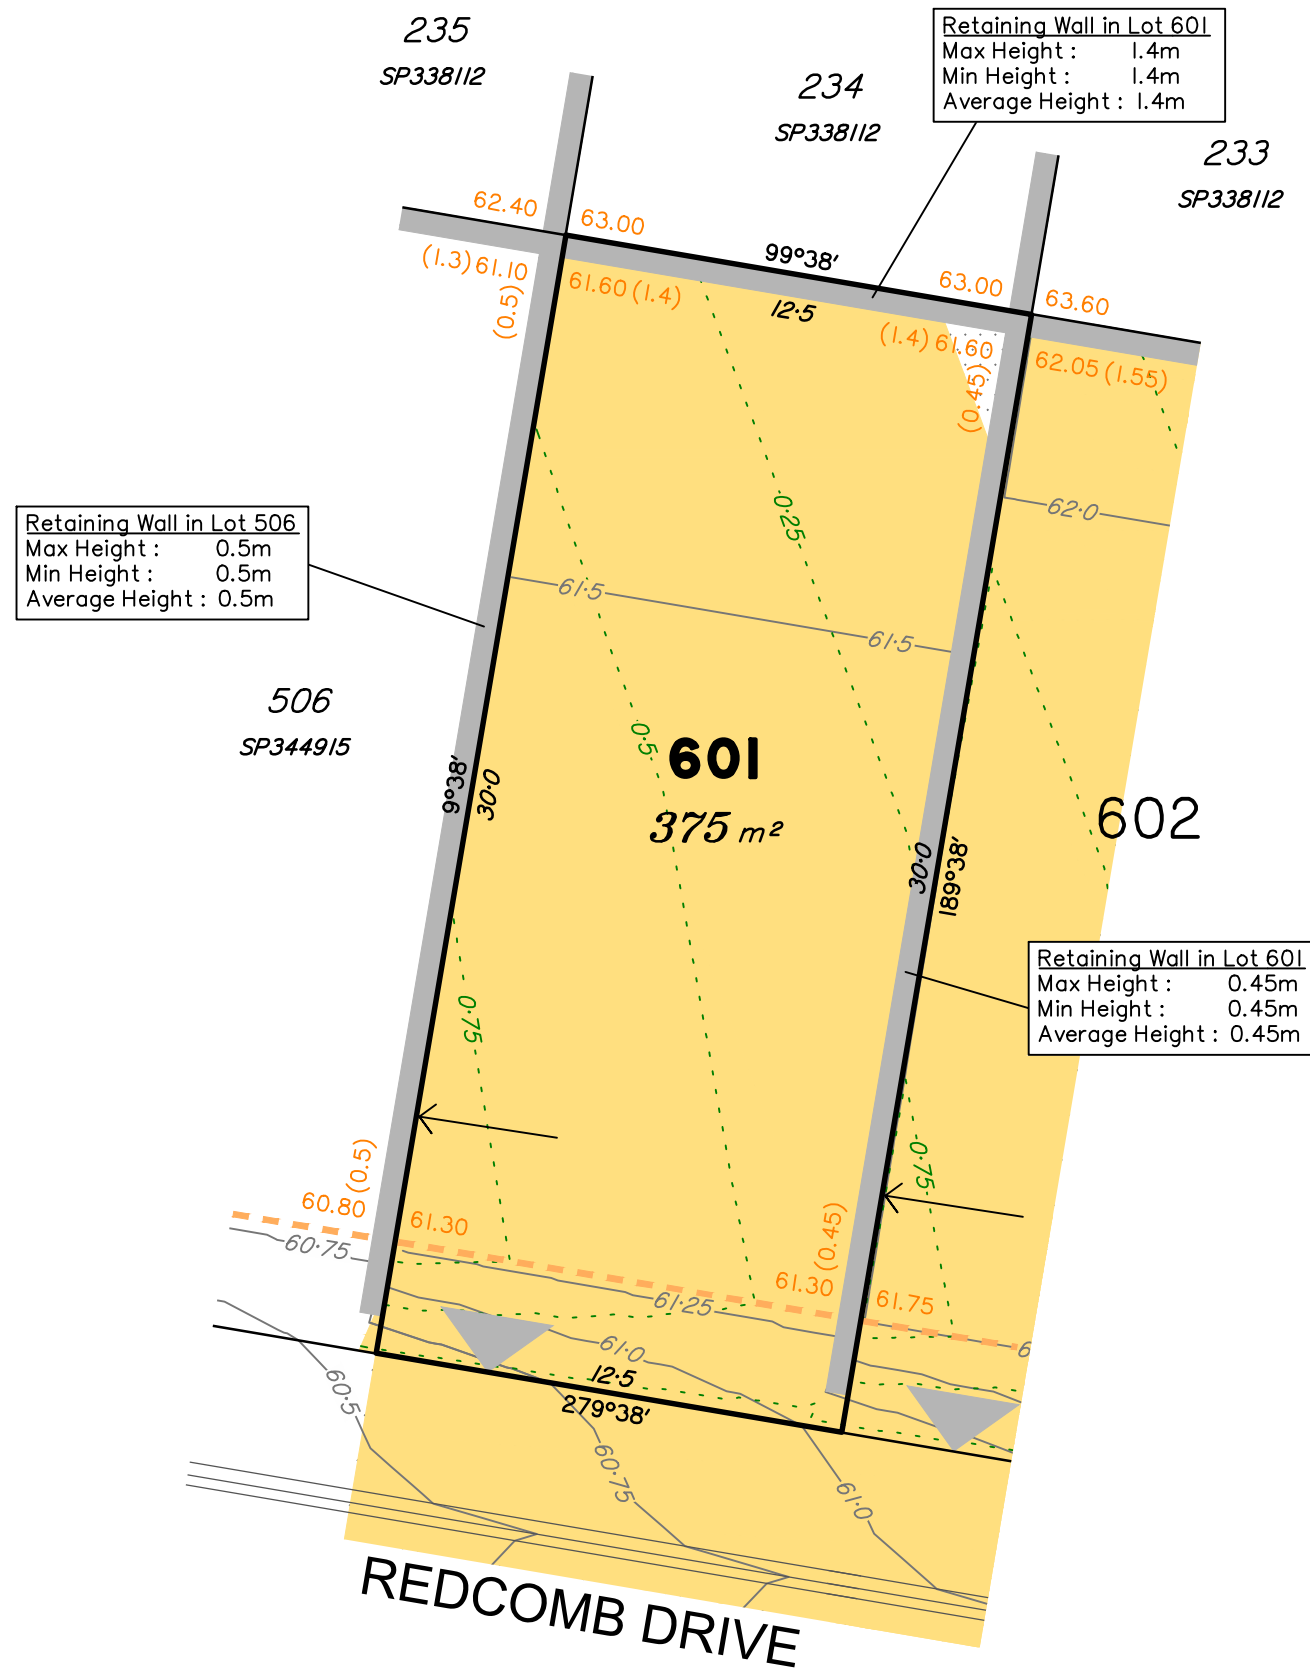 235
SP338112
234
SP338112
233
SP338112
Retaining Wall in Lot 601
Max Height : 1.4m
Min Height : 1.4m
Average Height : 1.4m
62.40
63.00
99°38'
12·5
63.00
63.60
(1.3) 61.10
(0.5)
61.60 (1.4)
(1.4) 61.60
(0.45)
62.05 (1.55)
0·25
62·0
Retaining Wall in Lot 506
Max Height : 0.5m
Min Height : 0.5m
Average Height : 0.5m
61·5
61·5
506
SP344915
0·5
601
375 m²
9°38'
30·0
30·0
189°38'
602
Retaining Wall in Lot 601
Max Height : 0.45m
Min Height : 0.45m
Average Height : 0.45m
0·75
0·75
60.80 (0.5)
61.30
61.30
(0.45)
61.75
60·75
61·25
61·0
6
12·5
279°38'
60·5
60·75
61·0
REDCOMB DRIVE